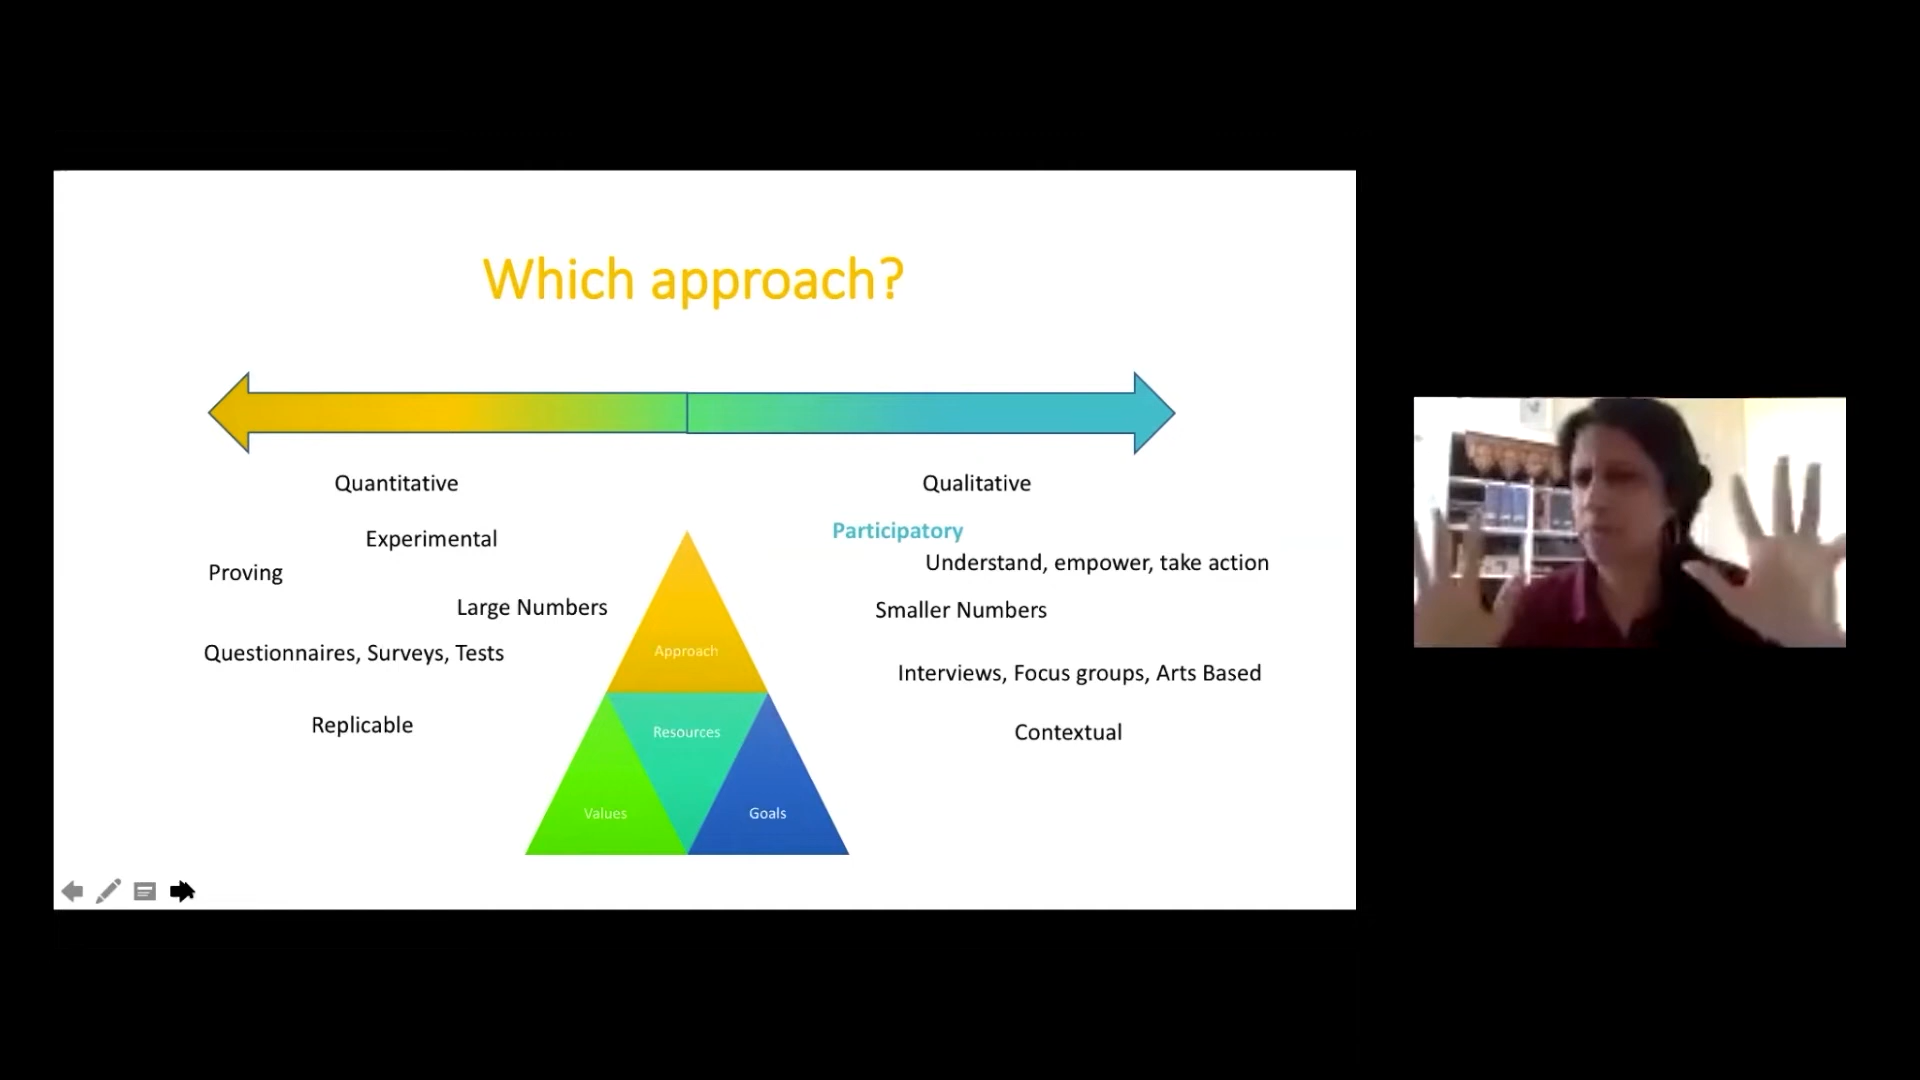 Which approach?
Quantitative
Qualitative
Participatory
Experimental
Understand, empower, take action
Proving
Large Numbers
Smaller Numbers
Approach
Questionnaires, Surveys, Tests
Interviews, Focus groups, Arts Based
Replicable
Resources
Contextual
Values
Goals